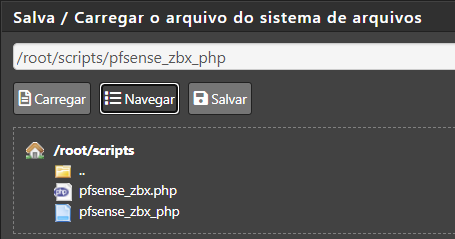 Salva / Carregar o arquivo do sistema de arquivos
/root/scripts/pfsense_zbx_php
Carregar Navegar Salvar
/root/scripts
..
pfsense_zbx.php
pfsense_zbx_php